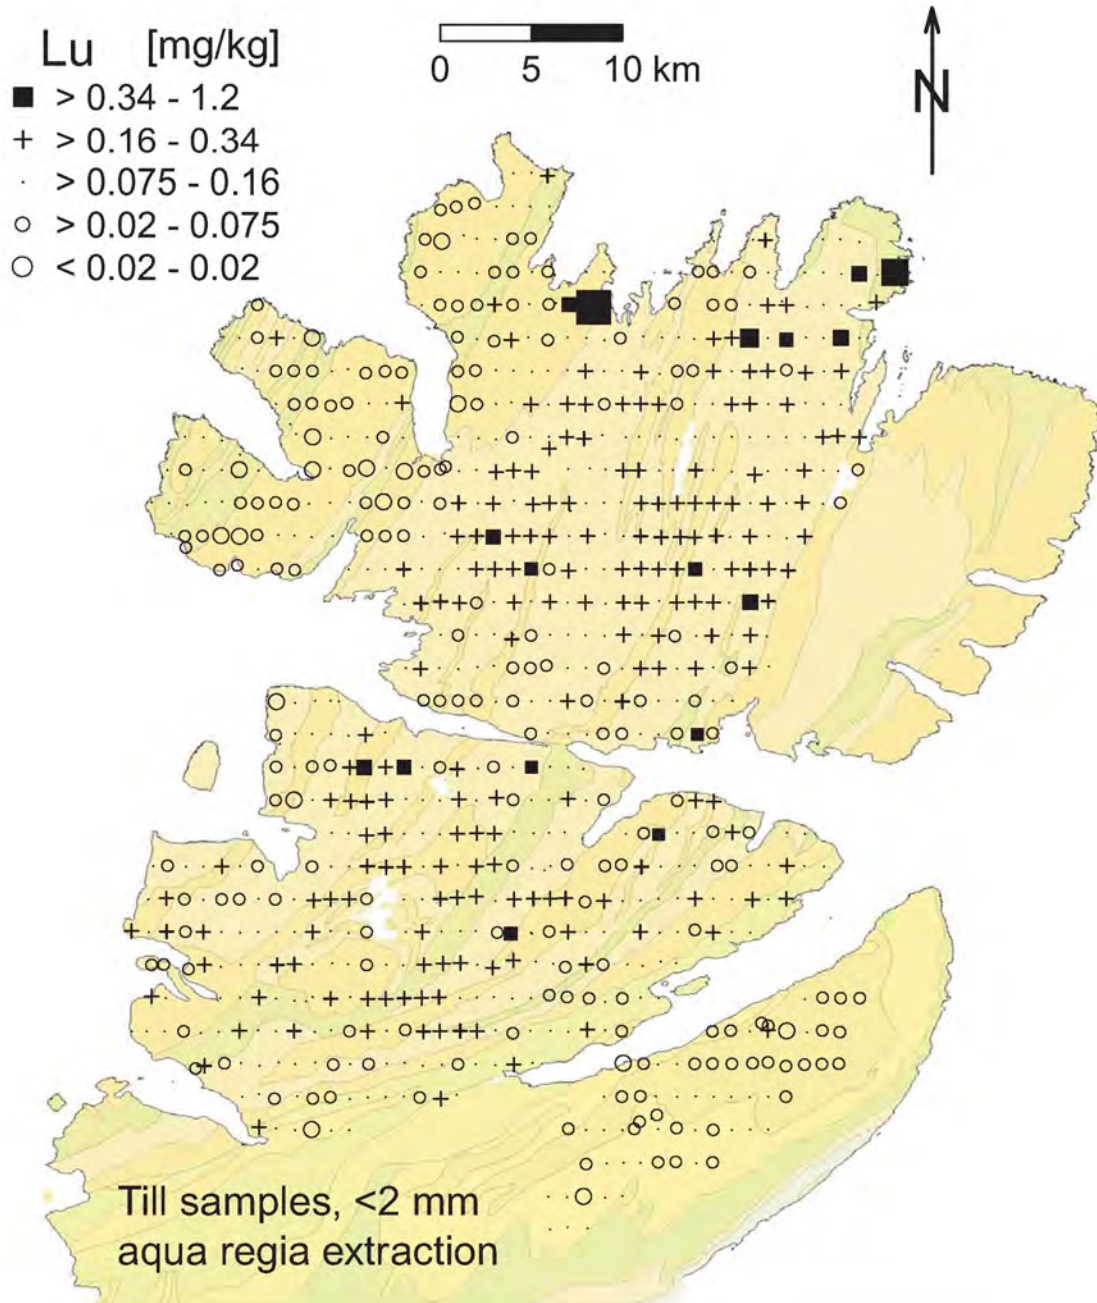 Lu [mg/kg]
■ > 0.34 - 1.2
+ > 0.16 - 0.34
· > 0.075 - 0.16
○ > 0.02 - 0.075
○ < 0.02 - 0.02
0 5 10 km
N
Till samples, <2 mm
aqua regia extraction